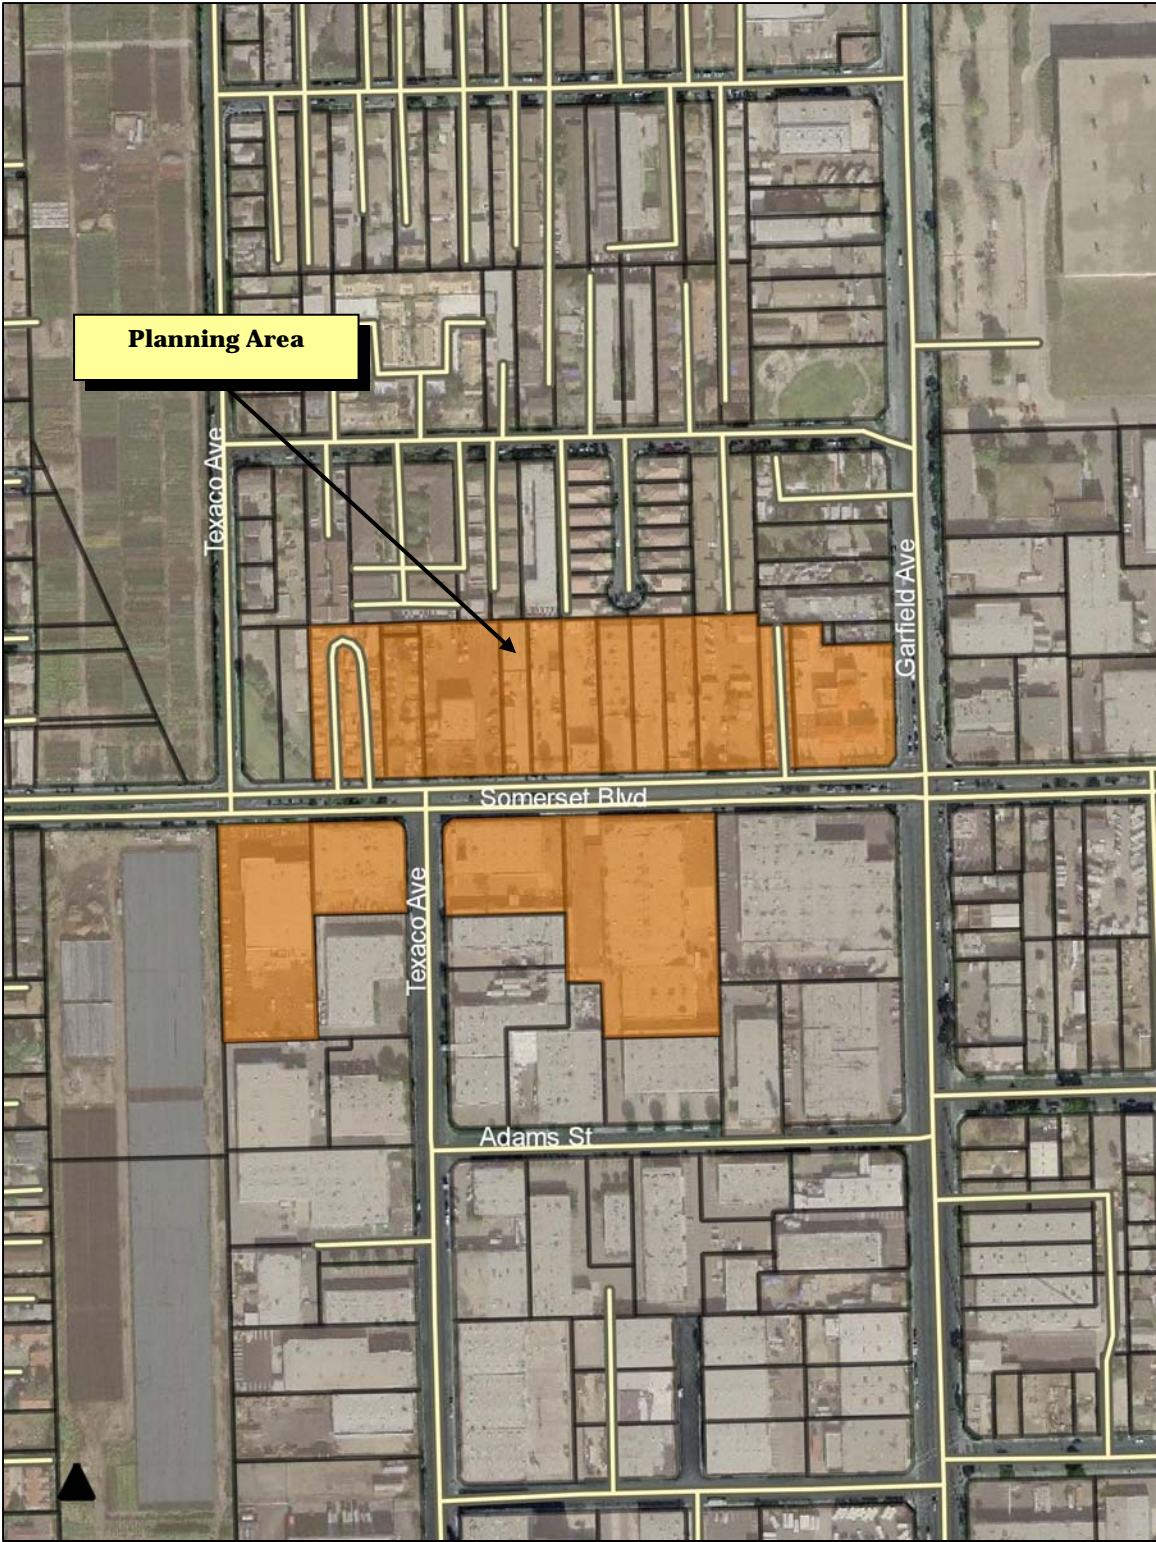 Planning Area
Texaco Ave
Garfield Ave
Somerset Blvd
Texaco Ave
Adams St